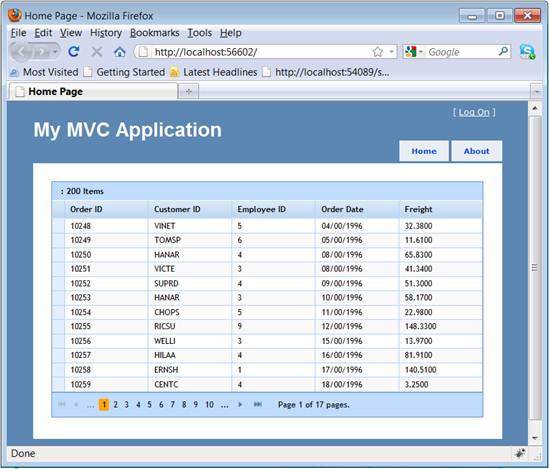 Home Page - Mozilla Firefox
File Edit View History Bookmarks Tools Help
http://localhost:56602/ Google
Most Visited Getting Started Latest Headlines http://localhost:54089/s...
Home Page
[ Log On ]
My MVC Application
Home About
: 200 Items
Order ID Customer ID Employee ID Order Date Freight
10248 VINET 5 04/00/1996 32.3800
10249 TOMSP 6 05/00/1996 11.6100
10250 HANAR 4 08/00/1996 65.8300
10251 VICTE 3 08/00/1996 41.3400
10252 SUPRD 4 09/00/1996 51.3000
10253 HANAR 3 10/00/1996 58.1700
10254 CHOPS 5 11/00/1996 22.9800
10255 RICSU 9 12/00/1996 148.3300
10256 WELLI 3 15/00/1996 13.9700
10257 HILAA 4 16/00/1996 81.9100
10258 ERNSH 1 17/00/1996 140.5100
10259 CENTC 4 18/00/1996 3.2500
... 1 2 3 4 5 6 7 8 9 10 ... Page 1 of 17 pages.
Done